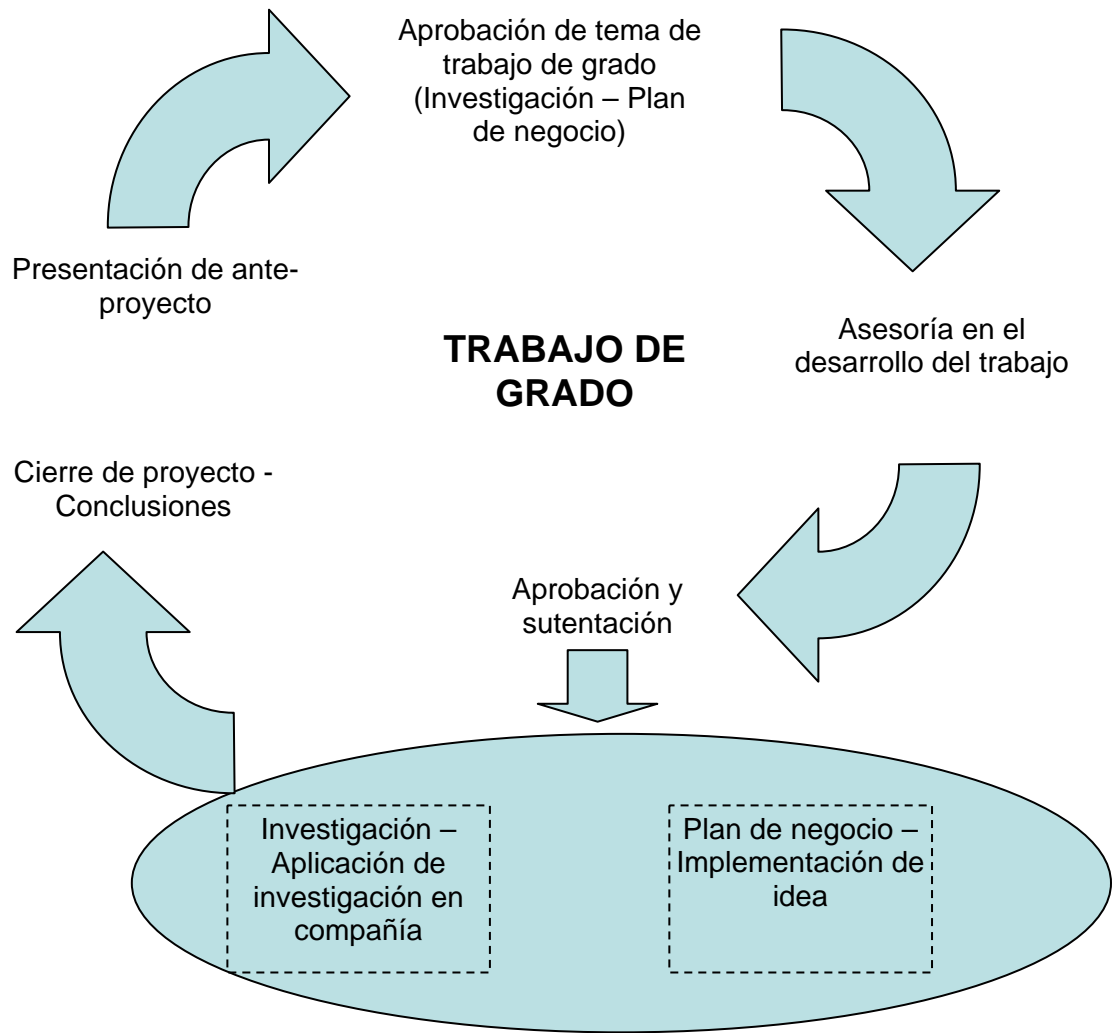 Aprobación de tema de
trabajo de grado
(Investigación – Plan
de negocio)
Presentación de ante-
proyecto
TRABAJO DE
GRADO
Asesoría en el
desarrollo del trabajo
Cierre de proyecto -
Conclusiones
Aprobación y
sutentación
Investigación –
Aplicación de
investigación en
compañía
Plan de negocio –
Implementación de
idea